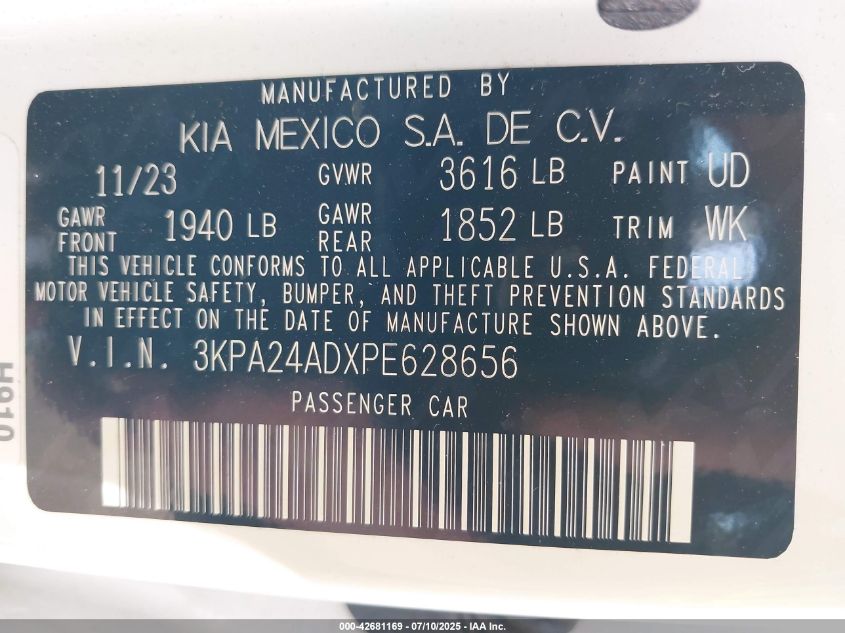 MANUFACTURED BY
KIA MEXICO S.A. DE C.V.
11/23 GVWR 3616 LB PAINT UD
GAWR FRONT 1940 LB GAWR REAR 1852 LB TRIM WK
THIS VEHICLE CONFORMS TO ALL APPLICABLE U.S.A. FEDERAL
MOTOR VEHICLE SAFETY, BUMPER, AND THEFT PREVENTION STANDARDS
IN EFFECT ON THE DATE OF MANUFACTURE SHOWN ABOVE.
V.I.N. 3KPA24ADXPE628656
PASSENGER CAR
H910
000-42681169 - 07/10/2025 - IAA Inc.